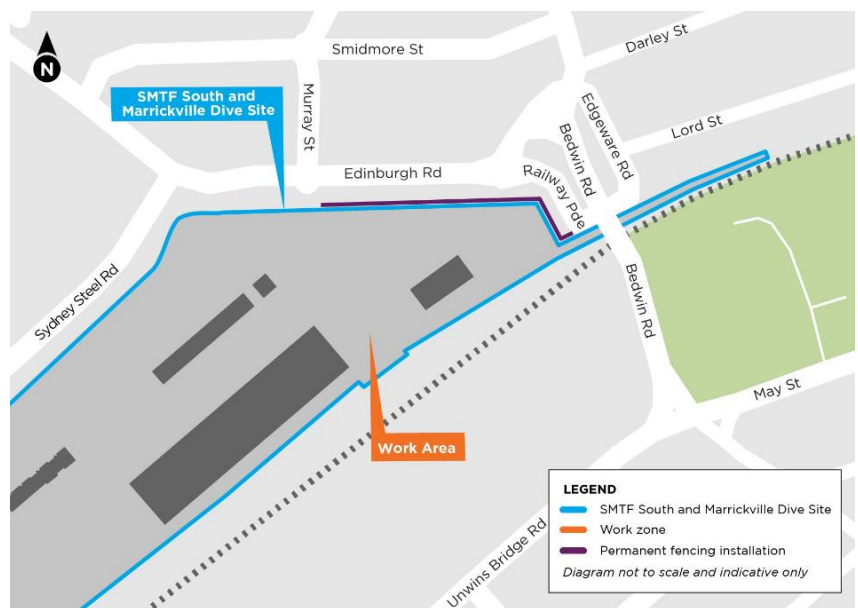 N
Smidmore St
Darley St
SMTF South and
Marrickville Dive Site
Murray St
Edgeware Rd
Bedwin Rd
Lord St
Edinburgh Rd
Railway Pde
Sydney Steel Rd
Bedwin Rd
May St
Work Area
Unwins Bridge Rd
LEGEND
SMTF South and Marrickville Dive Site
Work zone
Permanent fencing installation
Diagram not to scale and indicative only